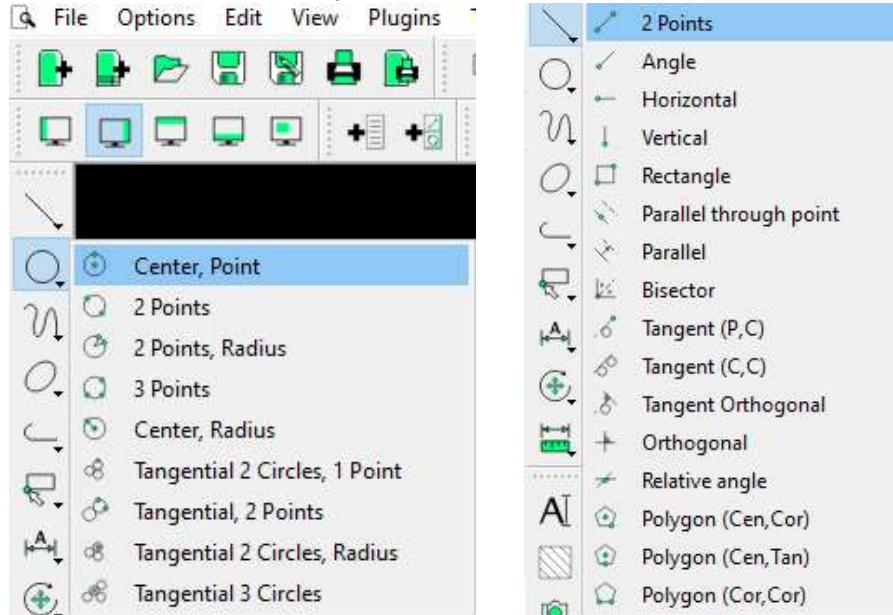 File Options Edit View Plugins
Center, Point
2 Points
2 Points, Radius
3 Points
Center, Radius
Tangential 2 Circles, 1 Point
Tangential, 2 Points
Tangential 2 Circles, Radius
Tangential 3 Circles
2 Points
Angle
Horizontal
Vertical
Rectangle
Parallel through point
Parallel
Bisector
Tangent (P,C)
Tangent (C,C)
Tangent Orthogonal
Orthogonal
Relative angle
Polygon (Cen,Cor)
Polygon (Cen,Tan)
Polygon (Cor,Cor)